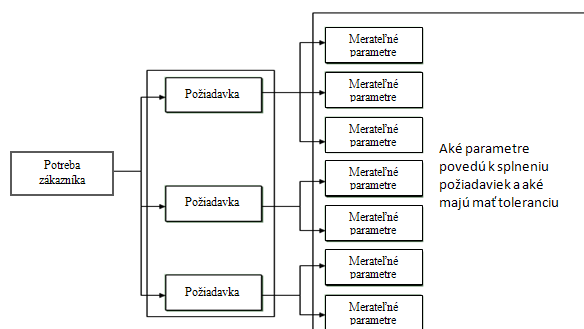 Potreba
zákazníka
Požiadavka
Požiadavka
Požiadavka
Merateľné
parametre
Merateľné
parametre
Merateľné
parametre
Merateľné
parametre
Merateľné
parametre
Merateľné
parametre
Merateľné
parametre
Aké parametre
povedú k splneniu
požiadaviek a aké
majú mať toleranciu